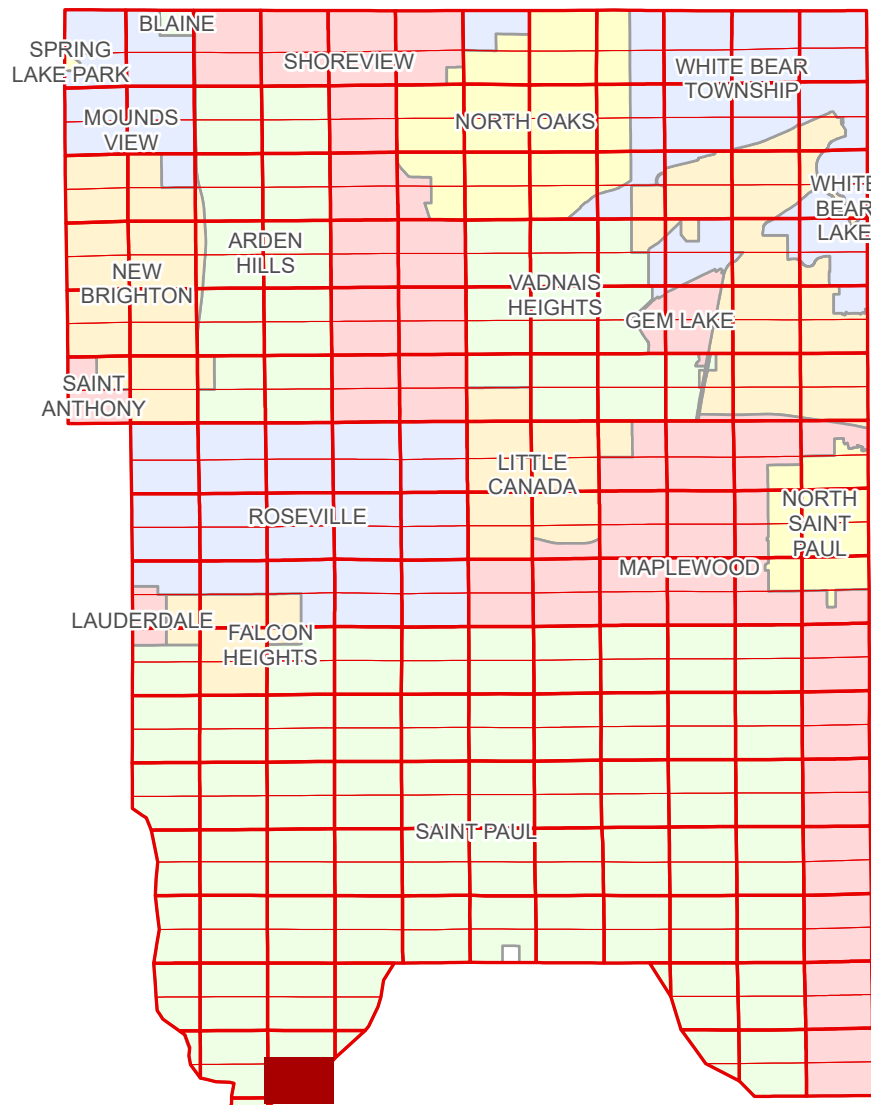 BLAINE
SPRING
LAKE PARK
SHOREVIEW
WHITE BEAR
TOWNSHIP
MOUNDS
VIEW
NORTH OAKS
WHITE
BEAR
LAKE
ARDEN
HILLS
NEW
BRIGHTON
VADNAIS
HEIGHTS
GEM LAKE
SAINT
ANTHONY
LITTLE
CANADA
NORTH
SAINT
PAUL
ROSEVILLE
MAPLEWOOD
LAUDERDALE
FALCON
HEIGHTS
SAINT PAUL